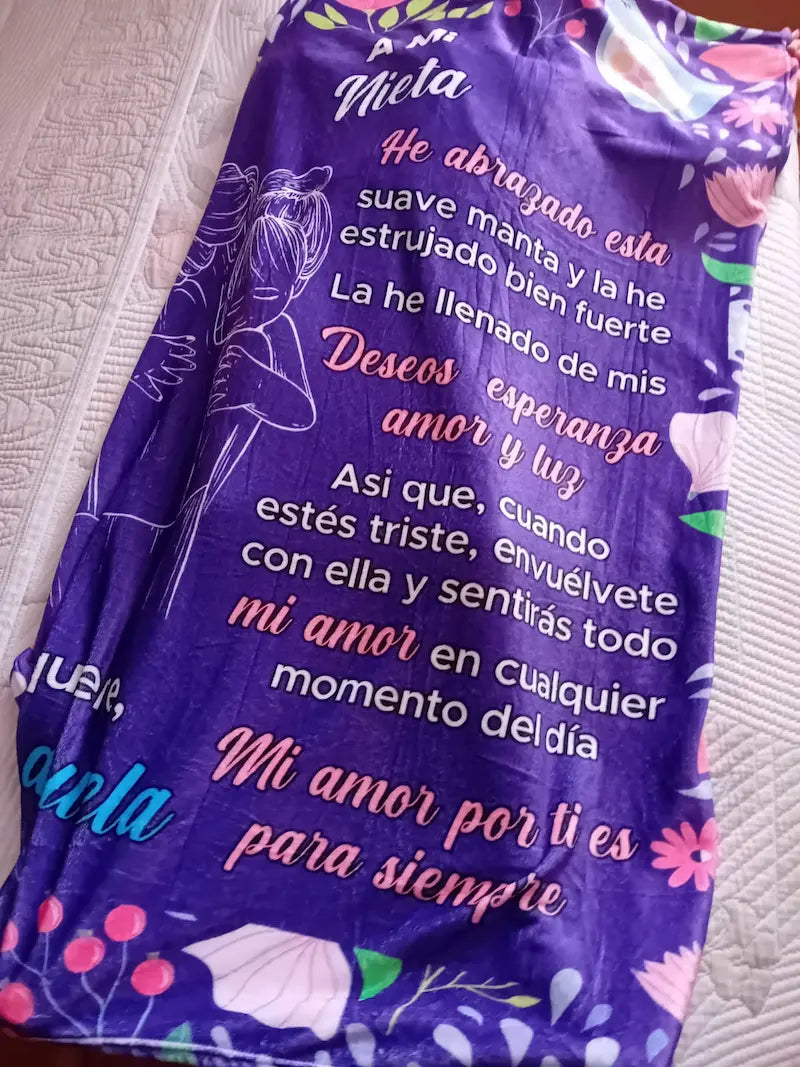 A Mi
Nieta
He abrazado esta
suave manta y la he
estrujado bien fuerte
La he llenado de mis
Deseos esperanza
amor y luz
Asi que, cuando
estés triste, envuélvete
con ella y sentirás todo
mi amor en cualquier
momento del día
Mi amor por ti es
para siempre